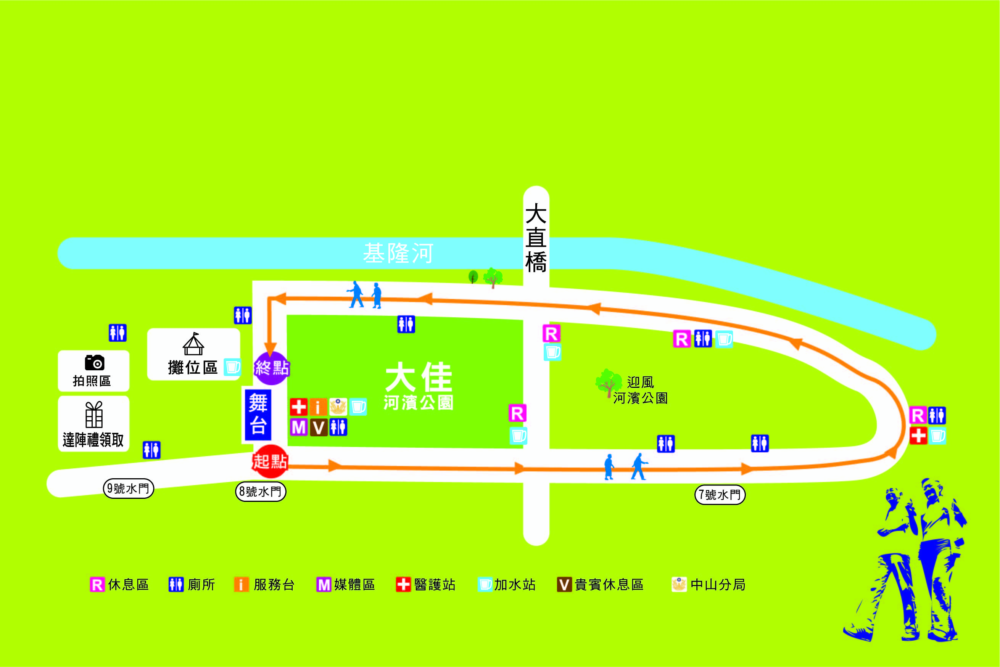 大直橋
基隆河
攤位區
終點
拍照區
大佳
河濱公園
迎風
河濱公園
舞台
i
M
V
R
R
R
R
達陣禮領取
起點
9號水門
8號水門
7號水門
R 休息區
廁所
i 服務台
M 媒體區
醫護站
加水站
V 貴賓休息區
中山分局